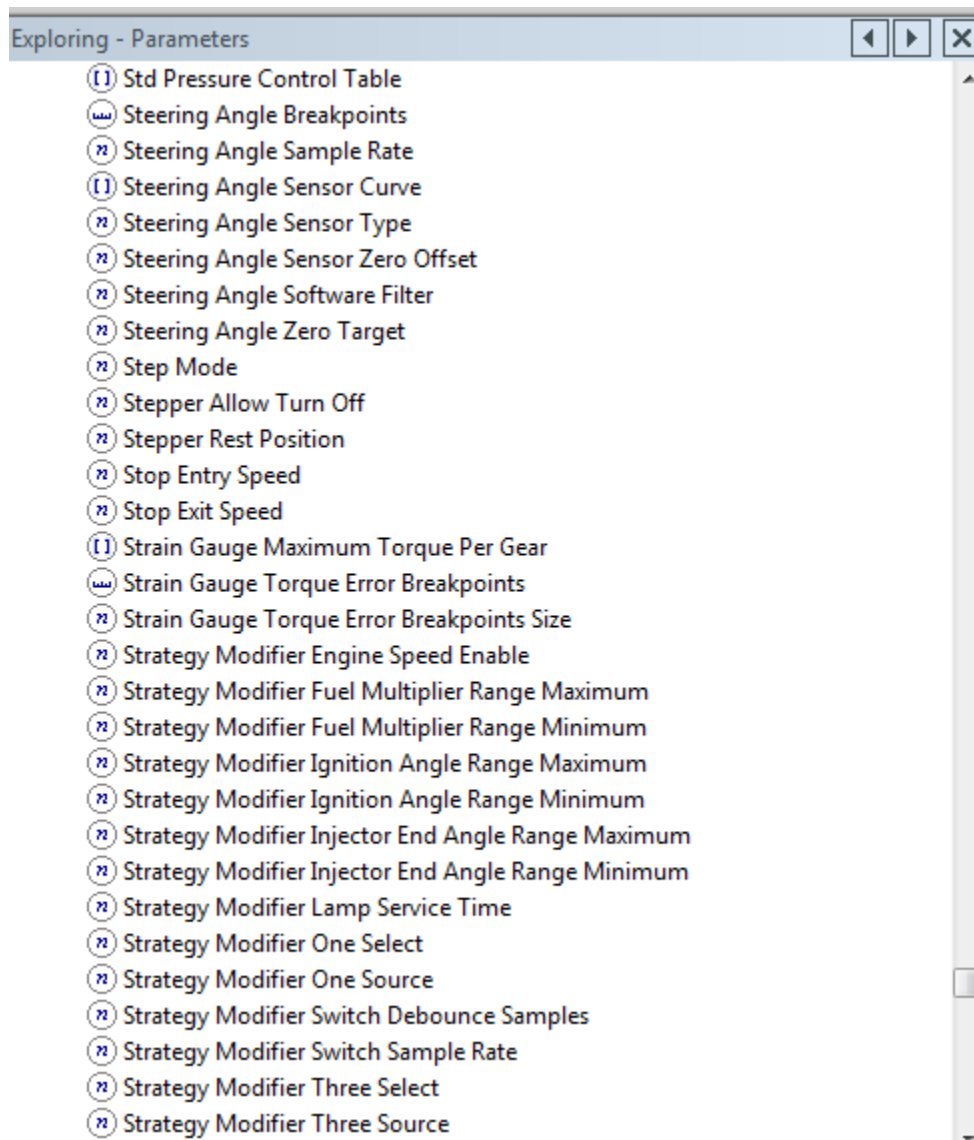 Exploring - Parameters
[ ] Std Pressure Control Table
Steering Angle Breakpoints
n Steering Angle Sample Rate
[ ] Steering Angle Sensor Curve
n Steering Angle Sensor Type
n Steering Angle Sensor Zero Offset
n Steering Angle Software Filter
n Steering Angle Zero Target
n Step Mode
n Stepper Allow Turn Off
n Stepper Rest Position
n Stop Entry Speed
n Stop Exit Speed
[ ] Strain Gauge Maximum Torque Per Gear
Strain Gauge Torque Error Breakpoints
n Strain Gauge Torque Error Breakpoints Size
n Strategy Modifier Engine Speed Enable
n Strategy Modifier Fuel Multiplier Range Maximum
n Strategy Modifier Fuel Multiplier Range Minimum
n Strategy Modifier Ignition Angle Range Maximum
n Strategy Modifier Ignition Angle Range Minimum
n Strategy Modifier Injector End Angle Range Maximum
n Strategy Modifier Injector End Angle Range Minimum
n Strategy Modifier Lamp Service Time
n Strategy Modifier One Select
n Strategy Modifier One Source
n Strategy Modifier Switch Debounce Samples
n Strategy Modifier Switch Sample Rate
n Strategy Modifier Three Select
n Strategy Modifier Three Source